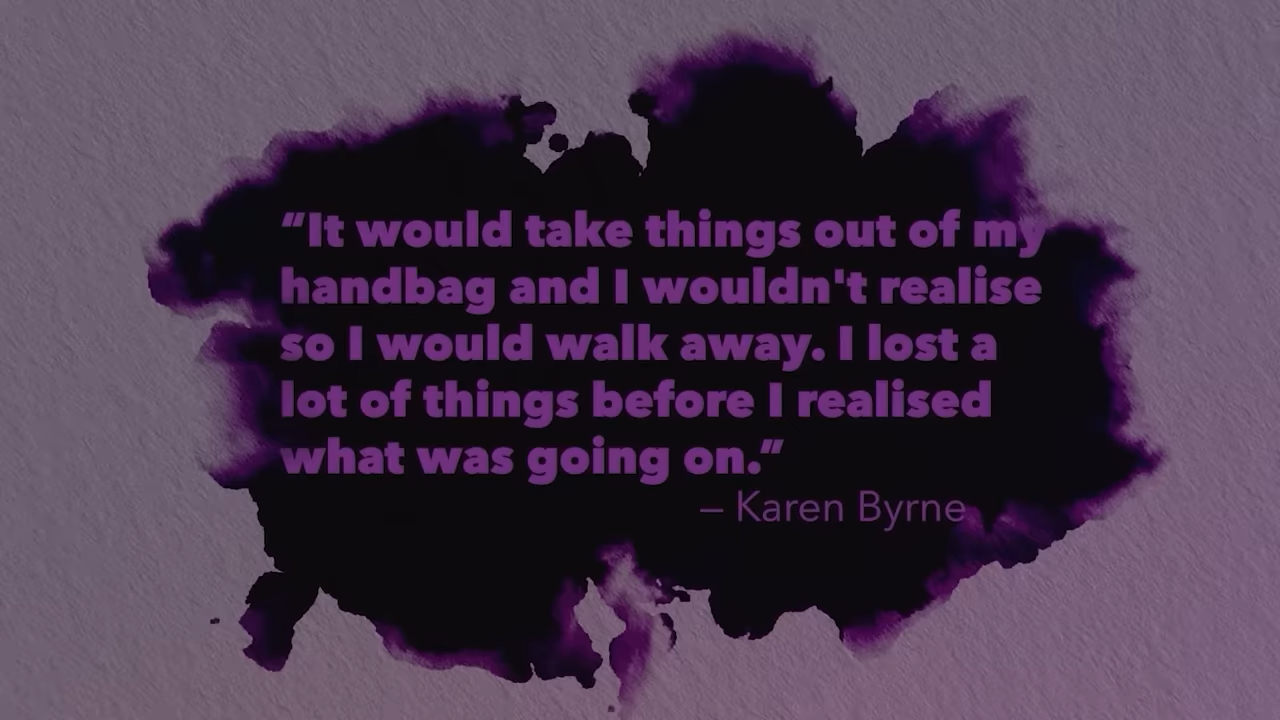 “It would take things out of my
handbag and I wouldn't realise
so I would walk away. I lost a
lot of things before I realised
what was going on.”
– Karen Byrne